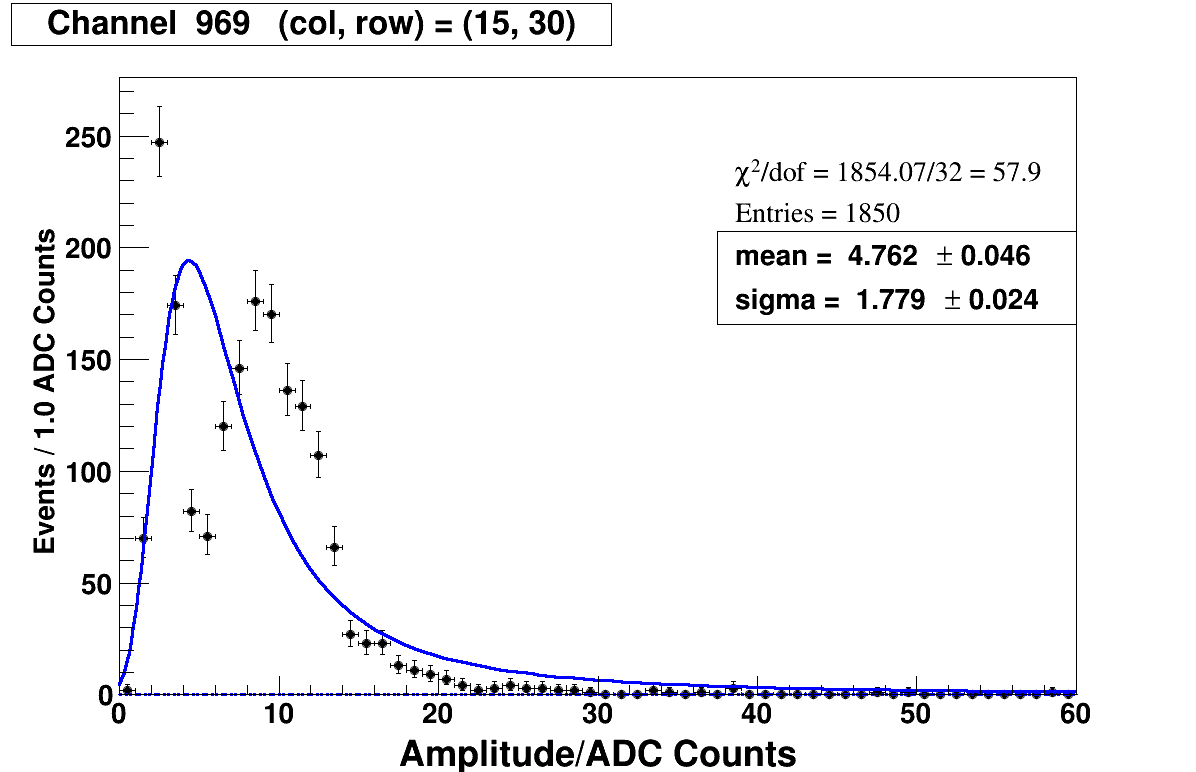 Channel 969 (col, row) = (15, 30)
χ²/dof = 1854.07/32 = 57.9
Entries = 1850
mean = 4.762 ± 0.046
sigma = 1.779 ± 0.024
Events / 1.0 ADC Counts
250
200
150
100
50
0
0 10 20 30 40 50 60
Amplitude/ADC Counts